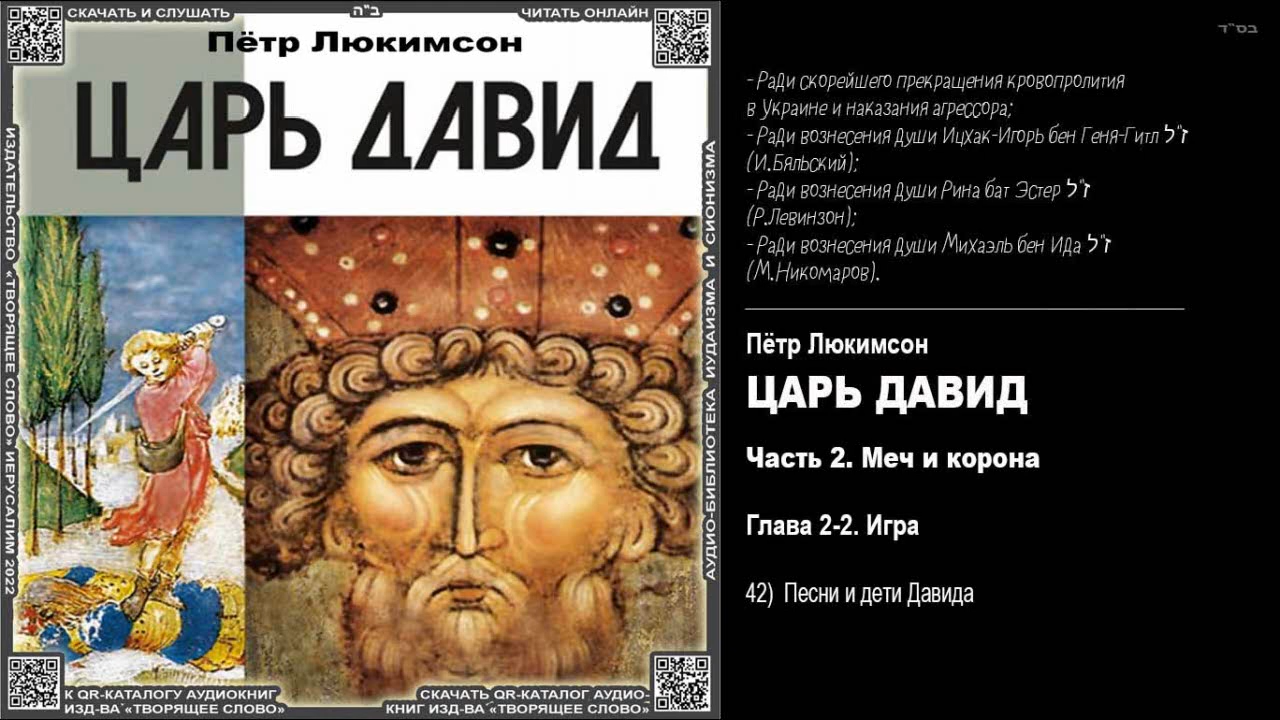 СКАЧАТЬ И СЛУШАТЬ
ב"ה
ЧИТАТЬ ОНЛАЙН
Пётр Люкимсон
ЦАРЬ ДАВИД
ИЗДАТЕЛЬСТВО «ТВОРЯЩЕЕ СЛОВО» ИЕРУСАЛИМ 2022
АУДИО-БИБЛИОТЕКА ИУДАИЗМА И СИОНИЗМА
К QR-КАТАЛОГУ АУДИОКНИГ
ИЗД-ВА «ТВОРЯЩЕЕ СЛОВО»
СКАЧАТЬ QR-КАТАЛОГ АУДИО-
КНИГ ИЗД-ВА «ТВОРЯЩЕЕ СЛОВО»
בס"ד
- Ради скорейшего прекращения кровопролития
в Украине и наказания агрессора;
- Ради вознесения души Ицхак-Игорь бен Геня-Гитл ז"ל
(И.Бяльский);
- Ради вознесения души Рина бат Эстер ז"ל
(Р.Левинзон);
- Ради вознесения души Михаэль бен Ида ז"ל
(М.Никомаров).
Пётр Люкимсон
ЦАРЬ ДАВИД
Часть 2. Меч и корона
Глава 2-2. Игра
42) Песни и дети Давида